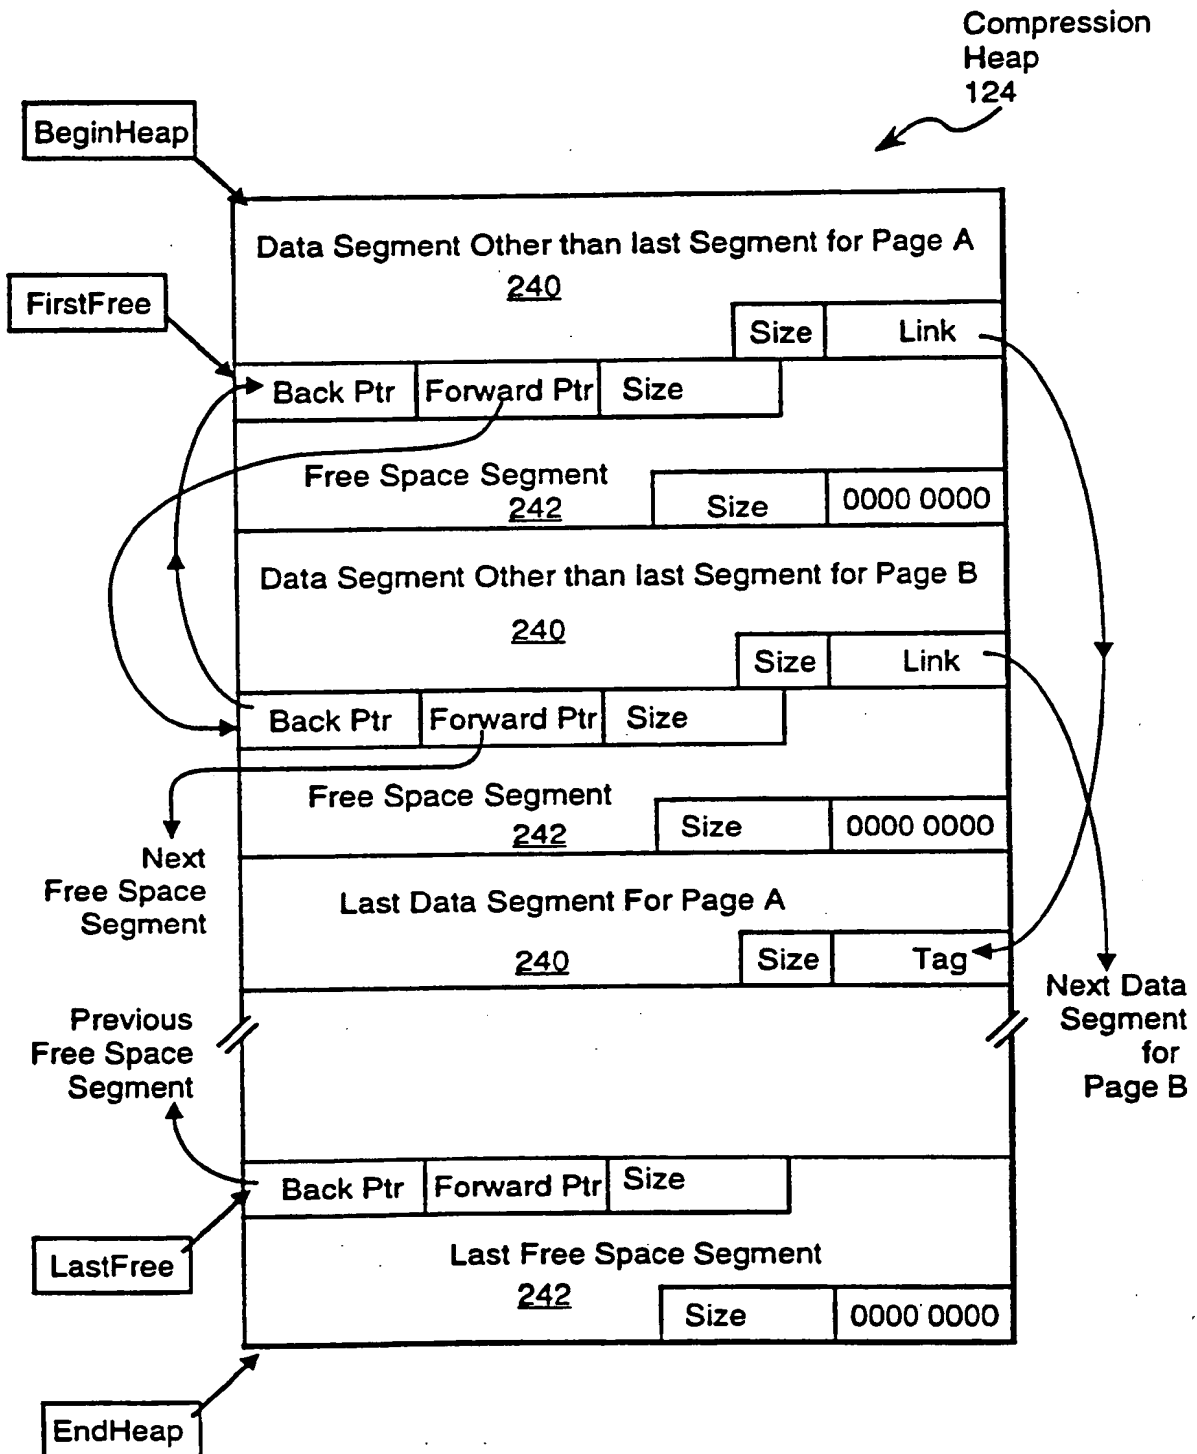 Compression
Heap
124
BeginHeap
Data Segment Other than last Segment for Page A
240
FirstFree
Size
Link
Back Ptr
Forward Ptr
Size
Free Space Segment
242
Size
0000 0000
Data Segment Other than last Segment for Page B
240
Size
Link
Back Ptr
Forward Ptr
Size
Free Space Segment
242
Size
0000 0000
Next
Free Space
Segment
Last Data Segment For Page A
240
Size
Tag
Next Data
Segment
for
Page B
Previous
Free Space
Segment
Back Ptr
Forward Ptr
Size
LastFree
Last Free Space Segment
242
Size
0000 0000
EndHeap